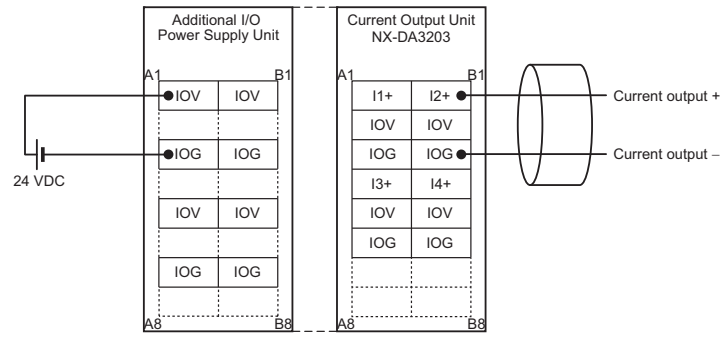 Additional I/O
Power Supply Unit
Current Output Unit
NX-DA3203
A1 B1 A1 B1
IOV IOV I1+ I2+ Current output +
IOV IOV
IOG IOG IOG IOG Current output –
24 VDC
I3+ I4+
IOV IOV IOV IOV
IOG IOG
IOG IOG
A8 B8 A8 B8